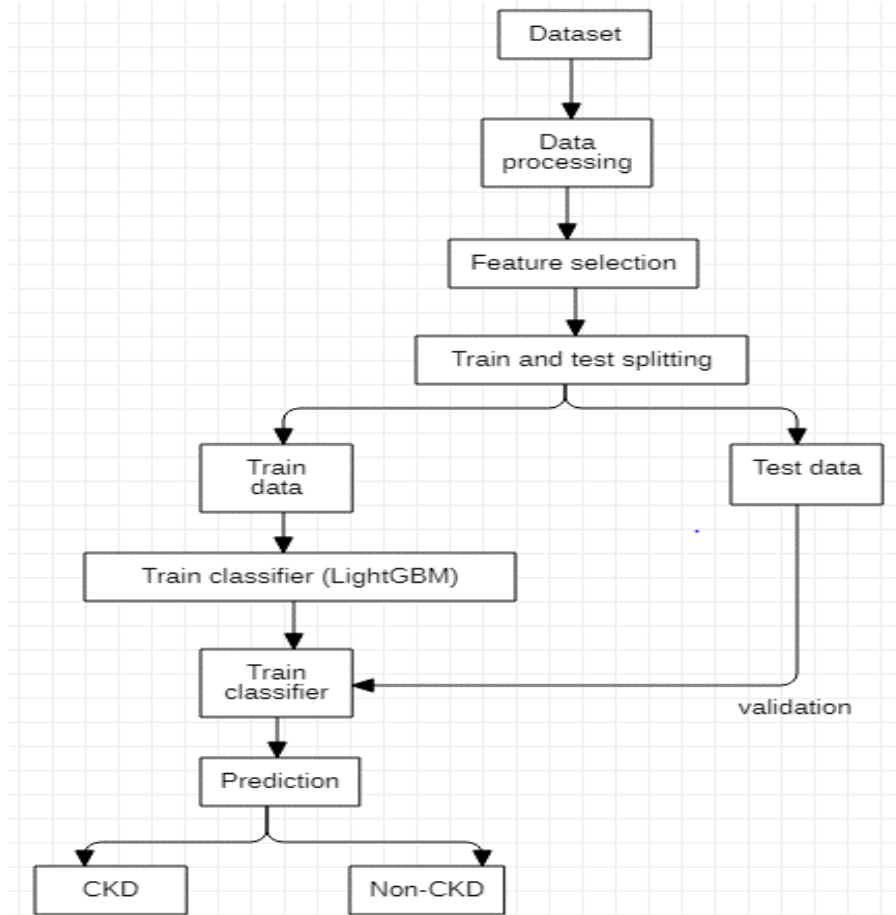 Dataset
Data
processing
Feature selection
Train and test splitting
Train
data
Test data
Train classifier (LightGBM)
Train
classifier
validation
Prediction
CKD
Non-CKD